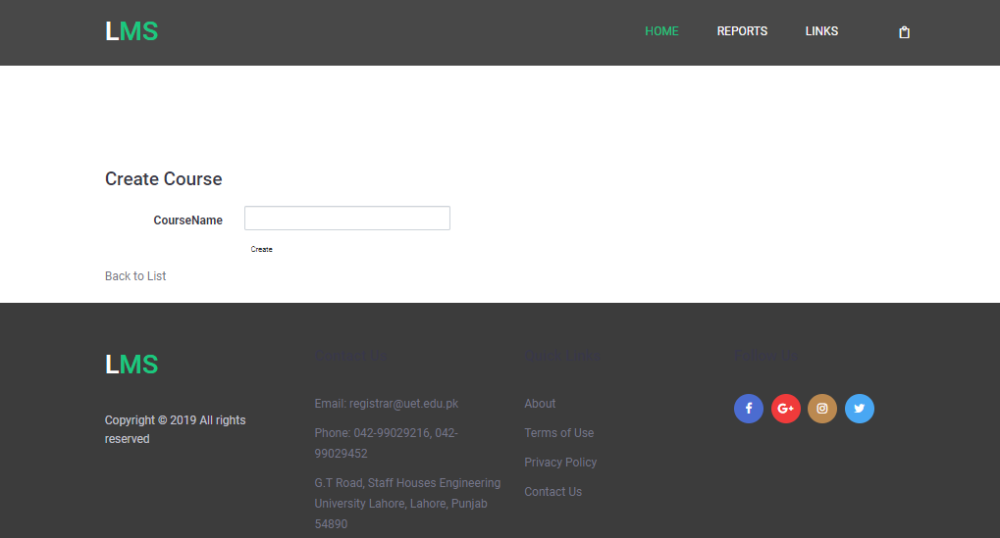 LMS
HOME REPORTS LINKS
Create Course
CourseName
Create
Back to List
LMS
Copyright © 2019 All rights
reserved
Contact Us
Email: registrar@uet.edu.pk
Phone: 042-99029216, 042-
99029452
G.T Road, Staff Houses Engineering
University Lahore, Lahore, Punjab
54890
Quick Links
About
Terms of Use
Privacy Policy
Contact Us
Follow Us